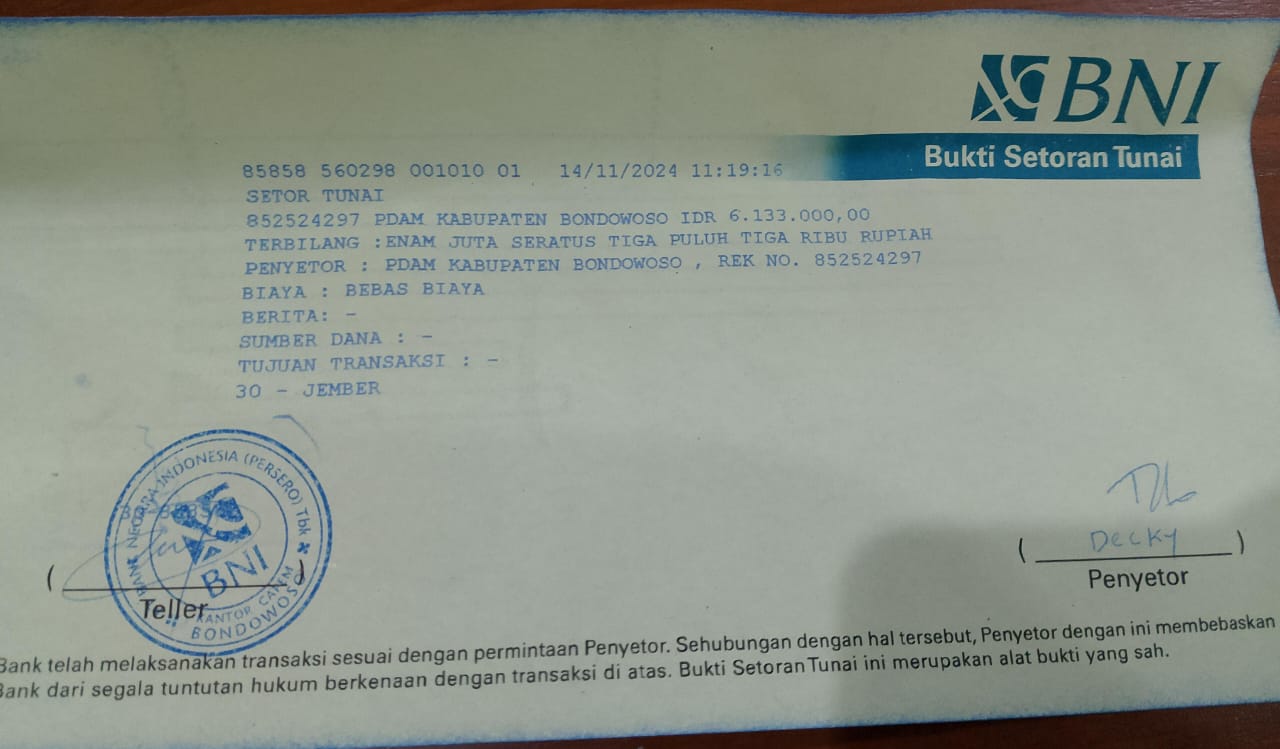 BNI
Bukti Setoran Tunai
85858 560298 001010 01 14/11/2024 11:19:16
SETOR TUNAI
852524297 PDAM KABUPATEN BONDOWOSO IDR 6.133.000,00
TERBILANG :ENAM JUTA SERATUS TIGA PULUH TIGA RIBU RUPIAH
PENYETOR : PDAM KABUPATEN BONDOWOSO , REK NO. 852524297
BIAYA : BEBAS BIAYA
BERITA: -
SUMBER DANA : -
TUJUAN TRANSAKSI : -
30 - JEMBER
BANK NEGARA INDONESIA (PERSERO) Tbk
BNI
KANTOR CAPEM
BONDOWOSO
( )
Teller
( Decky )
Penyetor
Bank telah melaksanakan transaksi sesuai dengan permintaan Penyetor. Sehubungan dengan hal tersebut, Penyetor dengan ini membebaskan
Bank dari segala tuntutan hukum berkenaan dengan transaksi di atas. Bukti Setoran Tunai ini merupakan alat bukti yang sah.